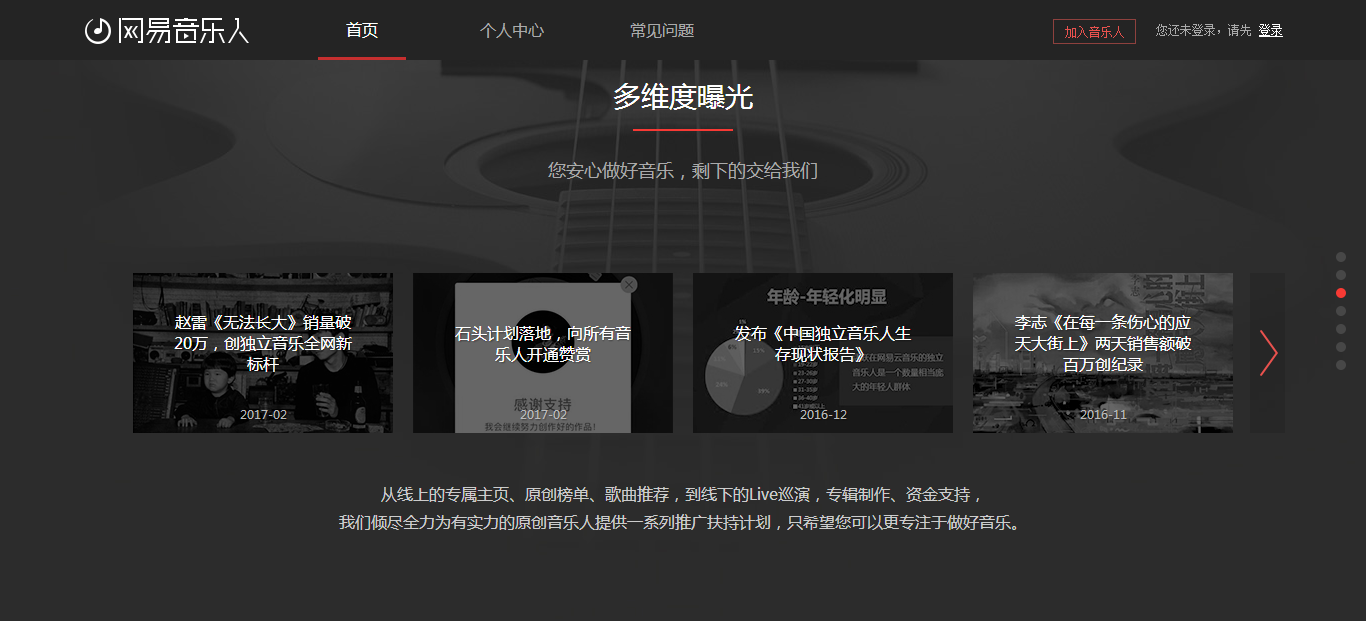 网易音乐人
首页
个人中心
常见问题
加入音乐人
您还未登录，请先 登录
多维度曝光
您安心做好音乐，剩下的交给我们
赵雷《无法长大》销量破
20万，创独立音乐全网新
标杆
2017-02
石头计划落地，向所有音
乐人开通赞赏
感谢支持
2017-02
我会继续努力创作好的作品！
年龄-年轻化明显
发布《中国独立音乐人生
存现状报告》
音乐人是一个数量相当庞
大的年轻人群体
2016-12
李志《在每一条伤心的应
天大街上》两天销售额破
百万创纪录
2016-11
从线上的专属主页、原创榜单、歌曲推荐，到线下的Live巡演，专辑制作、资金支持，
我们倾尽全力为有实力的原创音乐人提供一系列推广扶持计划，只希望您可以更专注于做好音乐。